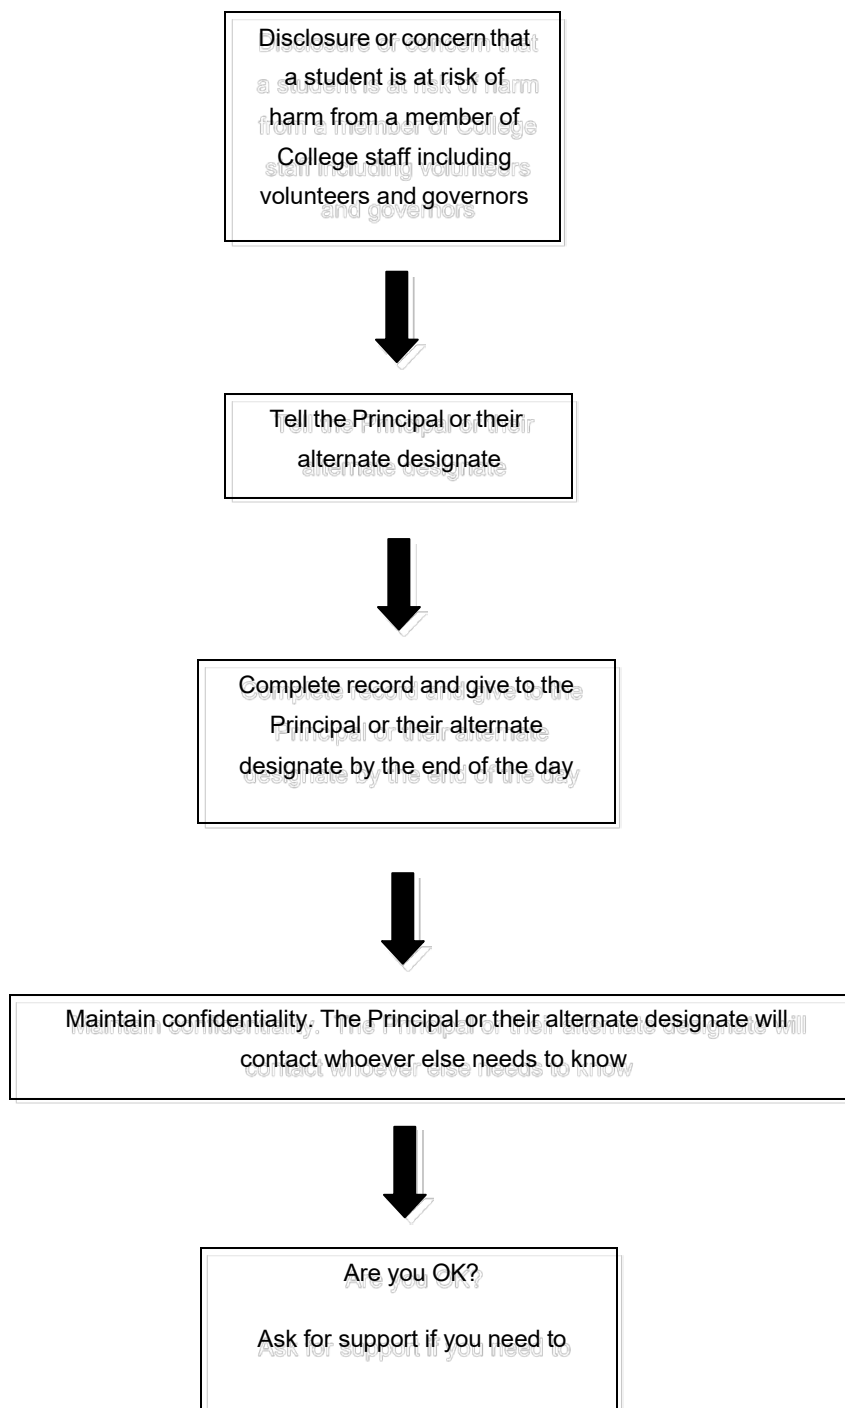 Disclosure or concern that
a student is at risk of
harm from a member of
College staff including
volunteers and governors
Tell the Principal or their
alternate designate
Complete record and give to the
Principal or their alternate
designate by the end of the day
Maintain confidentiality. The Principal or their alternate designate will
contact whoever else needs to know
Are you OK?
Ask for support if you need to